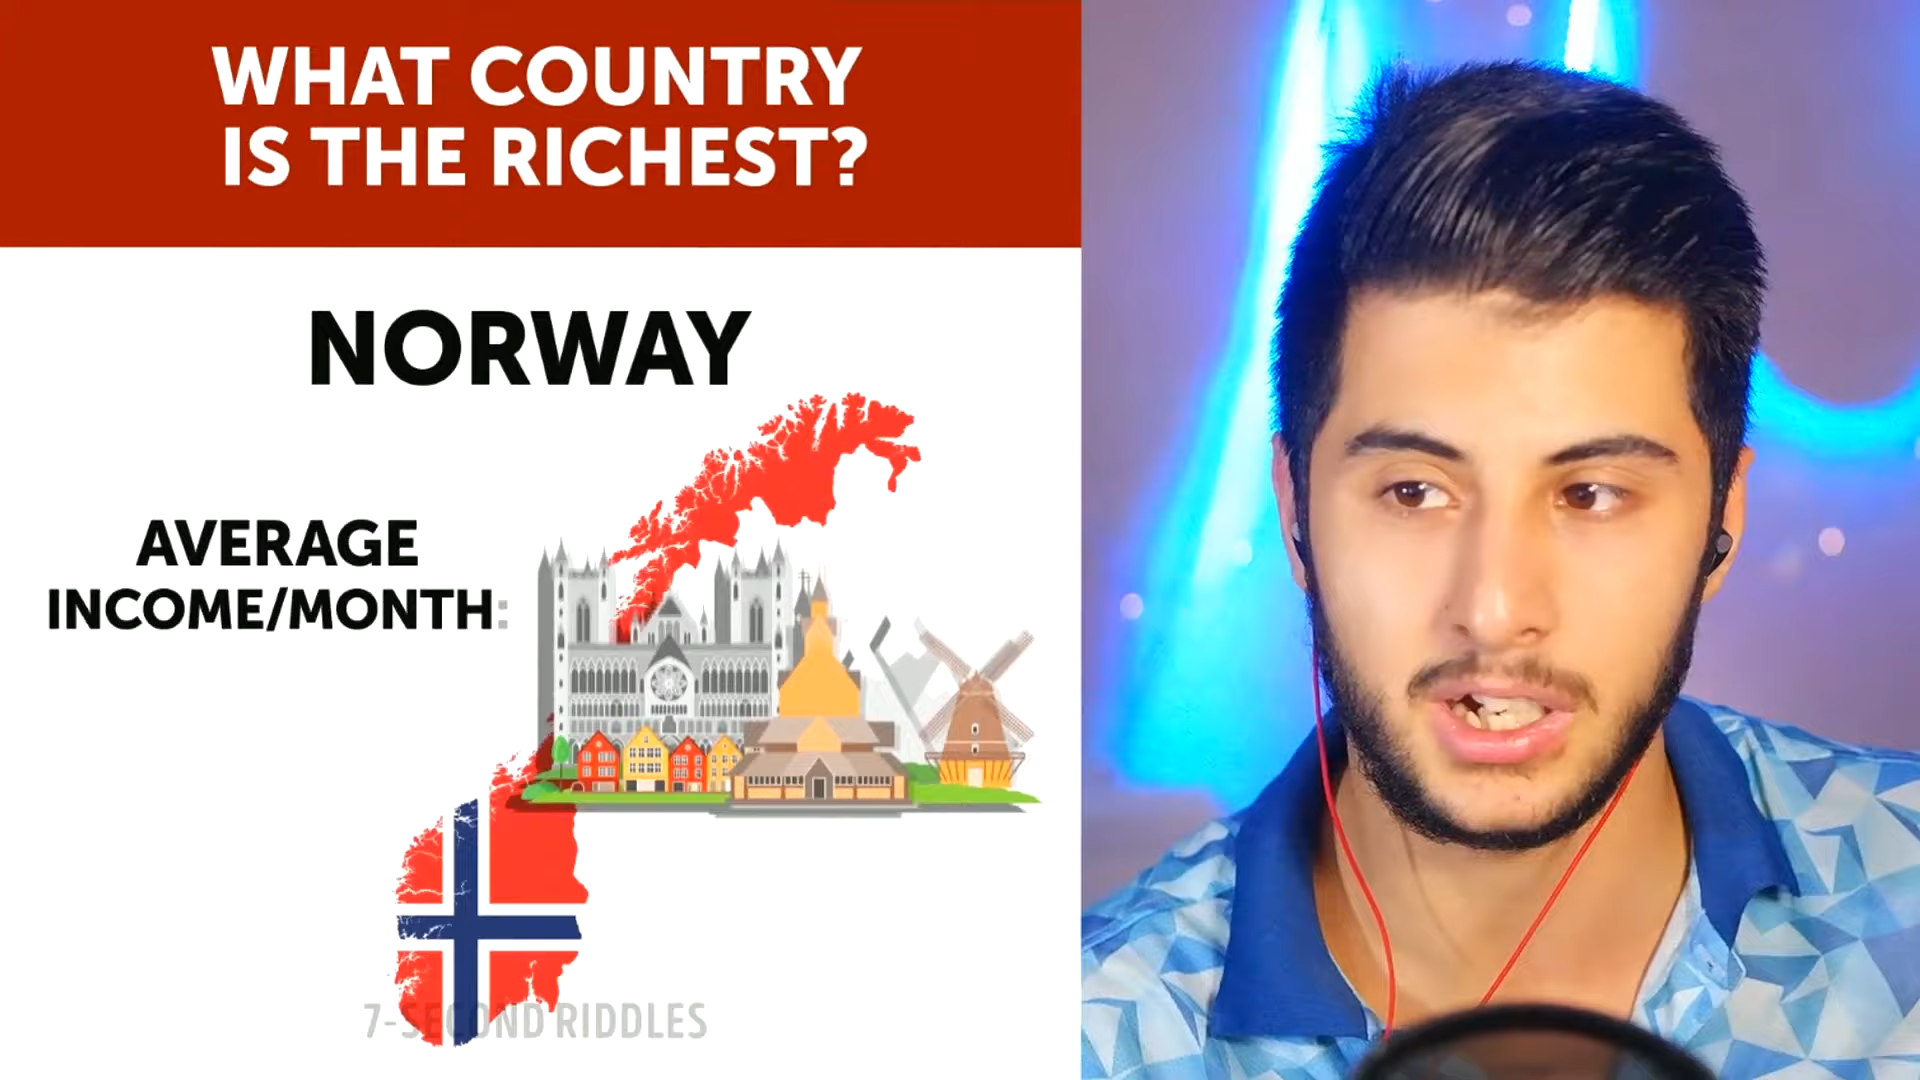 WHAT COUNTRY
IS THE RICHEST?
NORWAY
AVERAGE
INCOME/MONTH:
7-SECOND RIDDLES